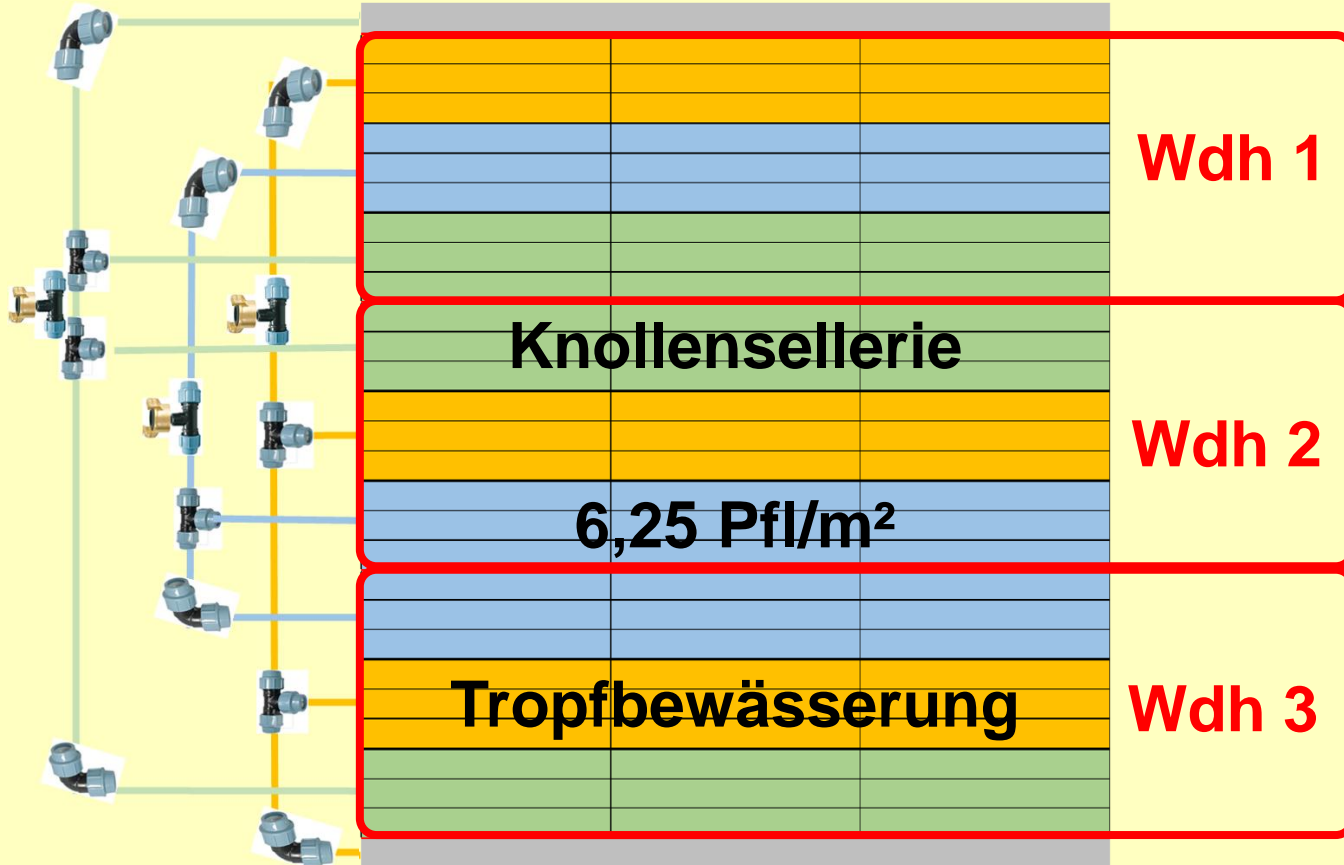 Wdh 1
Knollensellerie
Wdh 2
6,25 Pfl/m²
Tropfbewässerung
Wdh 3